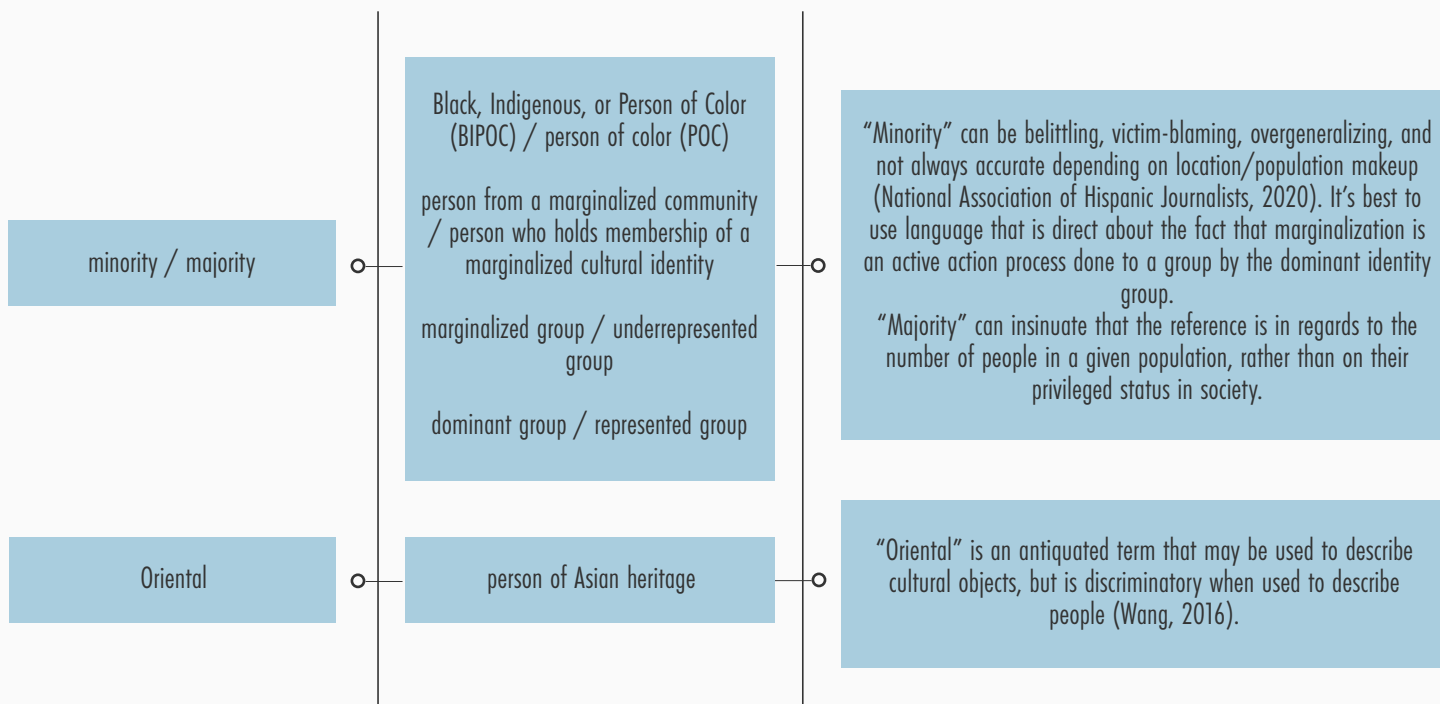 minority / majority
Black, Indigenous, or Person of Color
(BIPOC) / person of color (POC)
person from a marginalized community
/ person who holds membership of a
marginalized cultural identity
marginalized group / underrepresented
group
dominant group / represented group
“Minority” can be belittling, victim-blaming, overgeneralizing, and
not always accurate depending on location/population makeup
(National Association of Hispanic Journalists, 2020). It’s best to
use language that is direct about the fact that marginalization is
an active action process done to a group by the dominant identity
group.
“Majority” can insinuate that the reference is in regards to the
number of people in a given population, rather than on their
privileged status in society.
Oriental
person of Asian heritage
“Oriental” is an antiquated term that may be used to describe
cultural objects, but is discriminatory when used to describe
people (Wang, 2016).